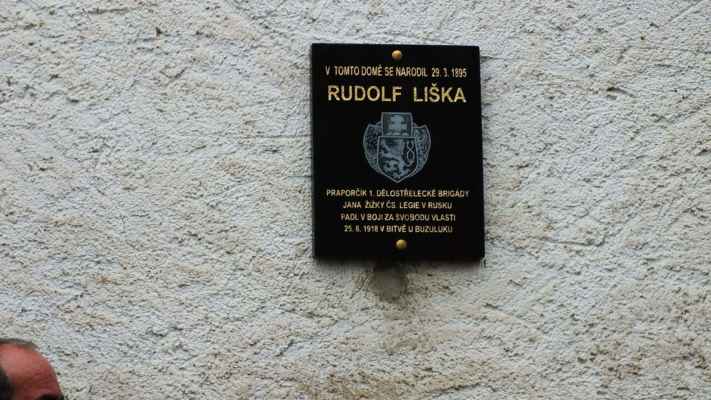 V TOMTO DOMĚ SE NARODIL 29. 3. 1895
RUDOLF LIŠKA
PRAPORČÍK 1. DĚLOSTŘELECKÉ BRIGÁDY
JANA ŽIŽKY ČS. LEGIE V RUSKU
PADL V BOJI ZA SVOBODU VLASTI
25. 6. 1918 V BITVĚ U BUZULUKU